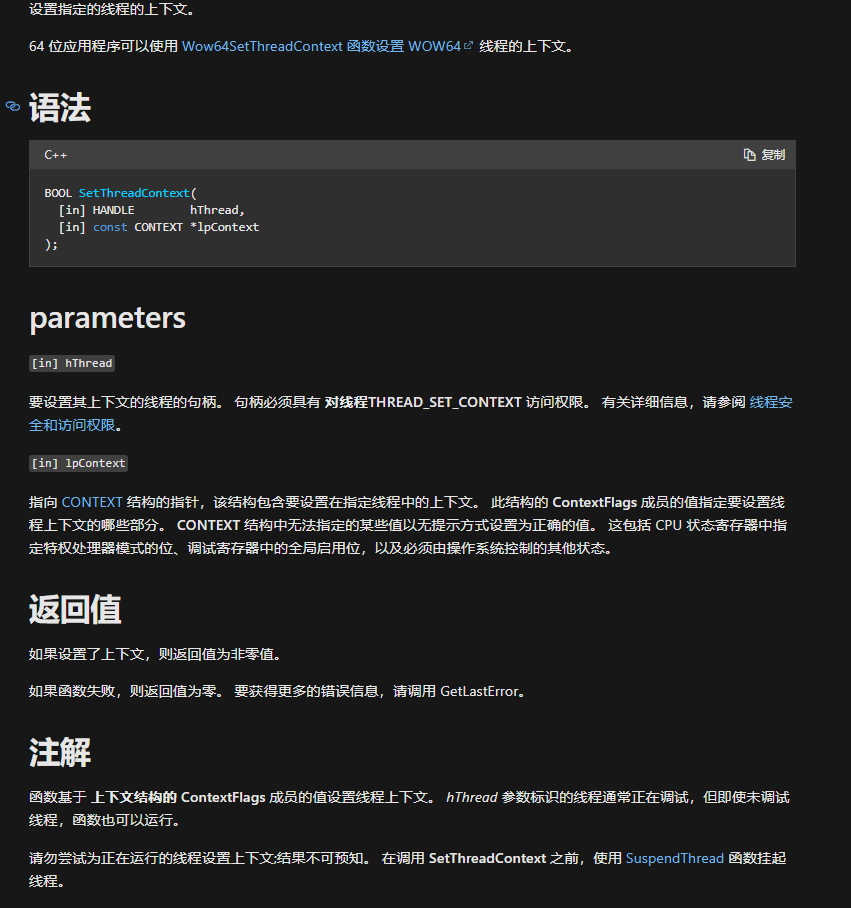 设置指定的线程的上下文。
64 位应用程序可以使用 Wow64SetThreadContext 函数设置 WOW64 线程的上下文。
语法
C++
复制
BOOL SetThreadContext(
[in] HANDLE hThread,
[in] const CONTEXT *lpContext
);
parameters
[in] hThread
要设置其上下文的线程的句柄。 句柄必须具有 对线程THREAD_SET_CONTEXT 访问权限。 有关详细信息，请参阅 线程安
全和访问权限。
[in] lpContext
指向 CONTEXT 结构的指针，该结构包含要设置在指定线程中的上下文。 此结构的 ContextFlags 成员的值指定要设置线
程上下文的哪些部分。 CONTEXT 结构中无法指定的某些值以无提示方式设置为正确的值。 这包括 CPU 状态寄存器中指
定特权处理器模式的位、调试寄存器中的全局启用位，以及必须由操作系统控制的其他状态。
返回值
如果设置了上下文，则返回值为非零值。
如果函数失败，则返回值为零。 要获得更多的错误信息，请调用 GetLastError。
注解
函数基于 上下文结构的 ContextFlags 成员的值设置线程上下文。 hThread 参数标识的线程通常正在调试，但即使未调试
线程，函数也可以运行。
请勿尝试为正在运行的线程设置上下文;结果不可预知。 在调用 SetThreadContext 之前，使用 SuspendThread 函数挂起
线程。